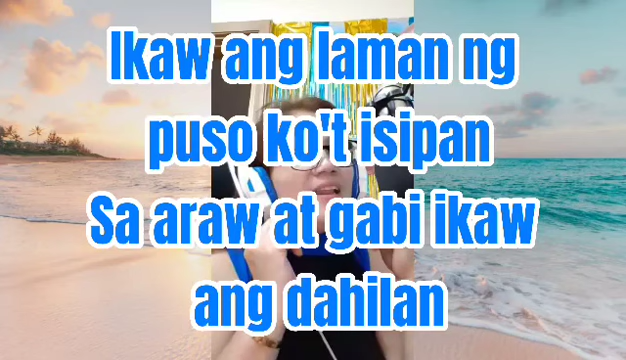 Ikaw ang laman ng
puso ko't isipan
Sa araw at gabi ikaw
ang dahilan